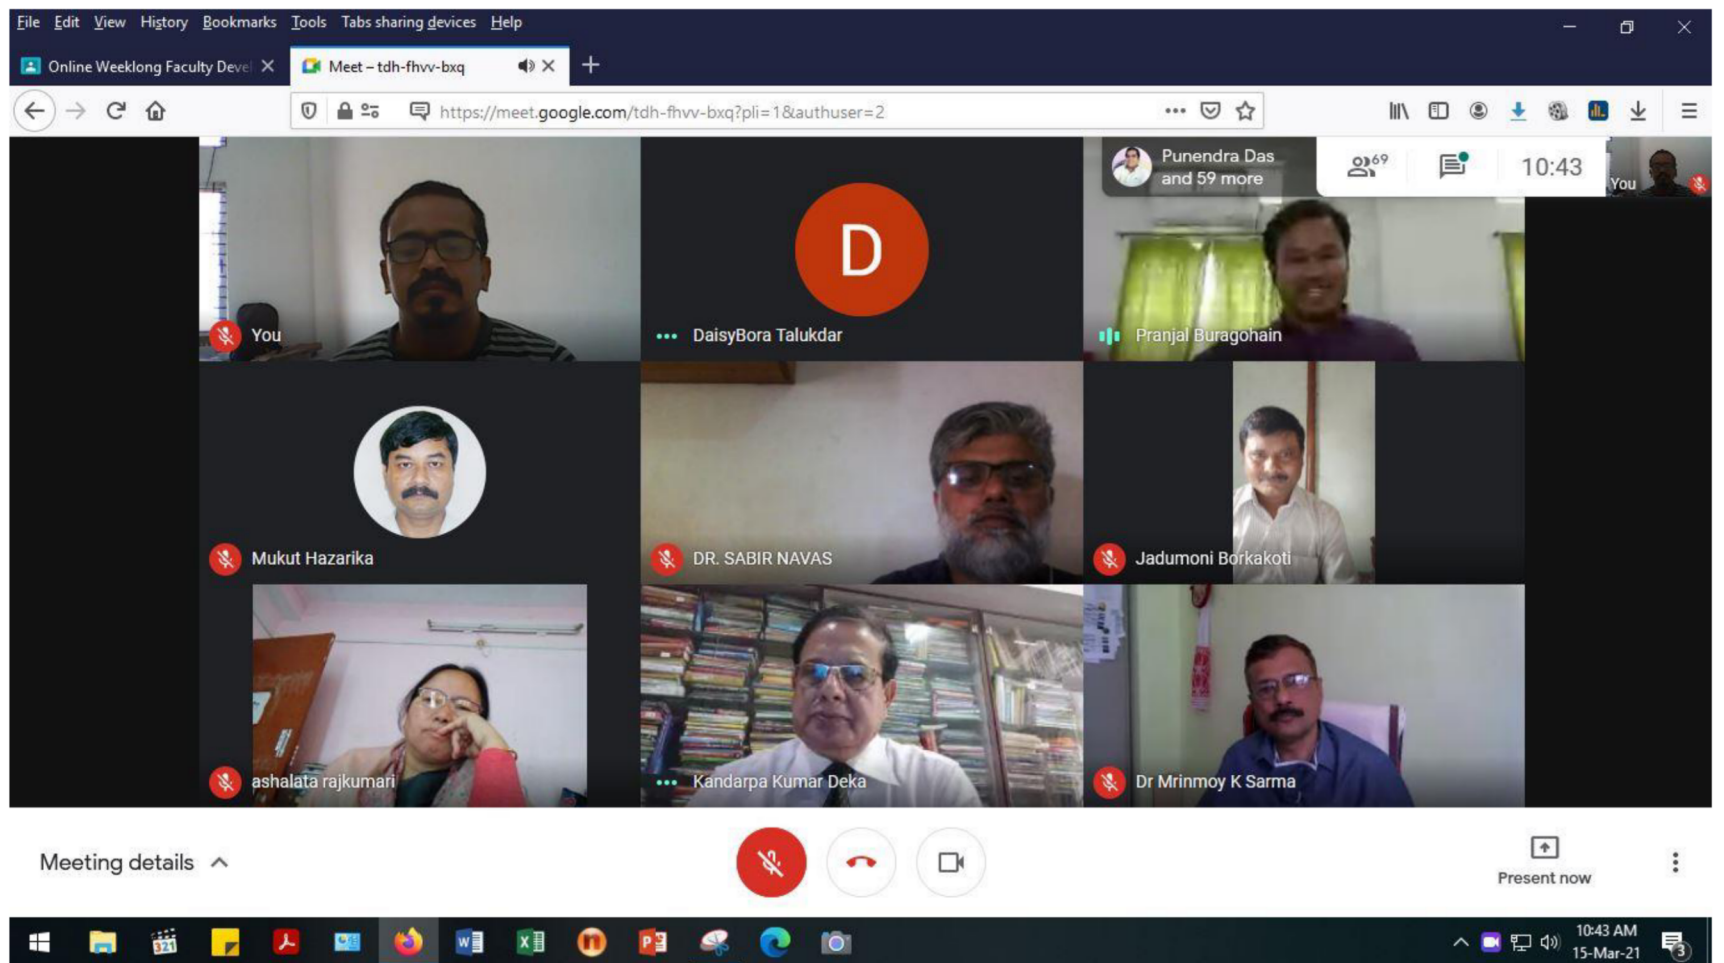 File Edit View History Bookmarks Tools Tabs sharing devices Help
Online Weeklong Faculty Deve
Meet – tdh-fhvv-bxq
https://meet.google.com/tdh-fhvv-bxq?pli=1&authuser=2
Punendra Das
and 59 more
69
10:43
You
D
You
DaisyBora Talukdar
Pranjal Buragohain
Mukut Hazarika
DR. SABIR NAVAS
Jadumoni Borkakoti
ashalata rajkumari
Kandarpa Kumar Deka
Dr Mrinmoy K Sarma
Meeting details
Present now
321
10:43 AM
15-Mar-21
3